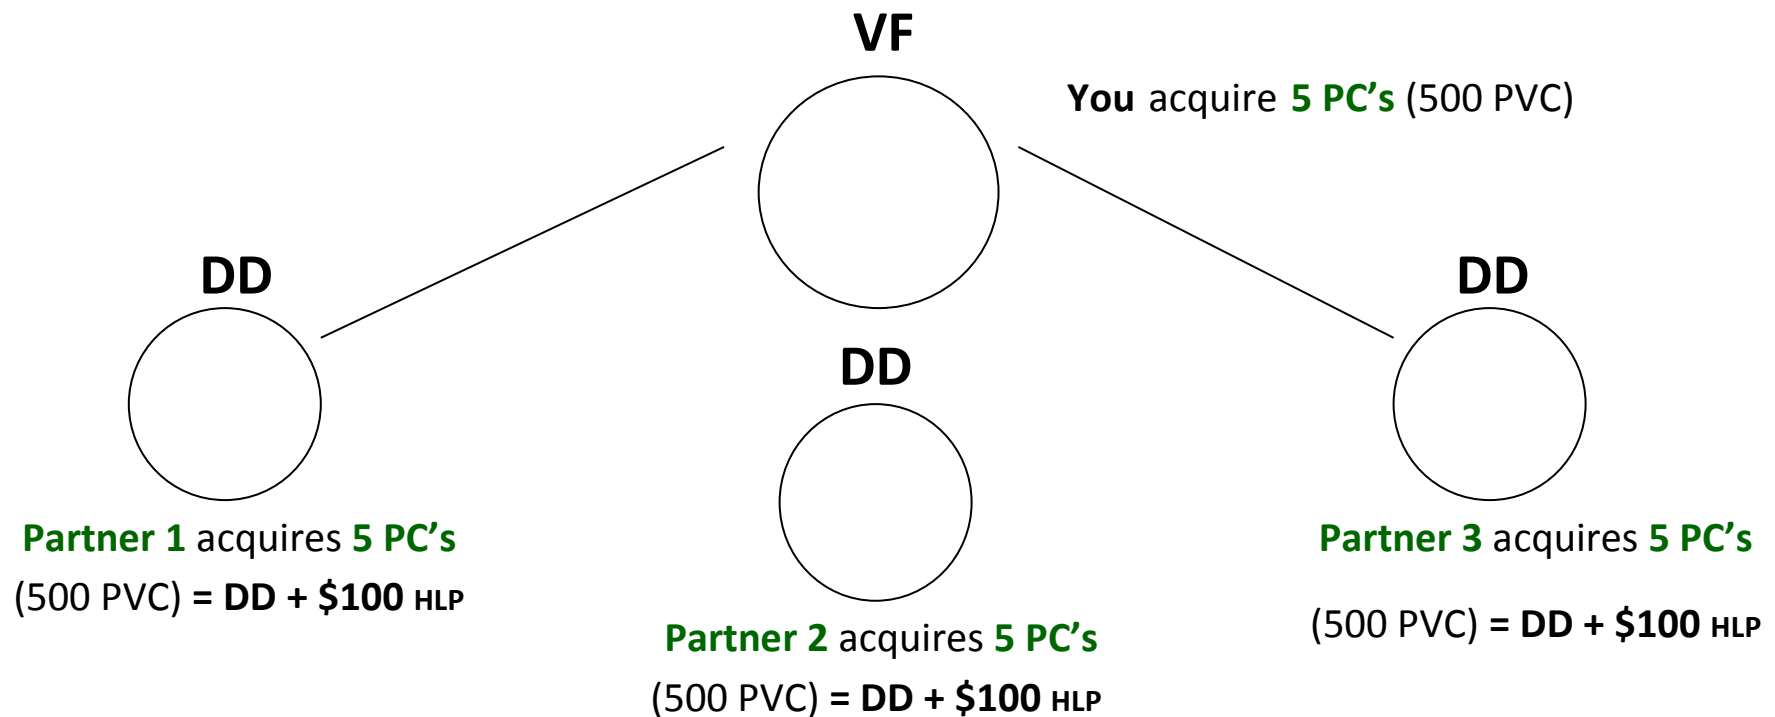 VF
You acquire 5 PC’s (500 PVC)
DD
DD
DD
Partner 1 acquires 5 PC’s
(500 PVC) = DD + $100 HLP
Partner 2 acquires 5 PC’s
(500 PVC) = DD + $100 HLP
Partner 3 acquires 5 PC’s
(500 PVC) = DD + $100 HLP